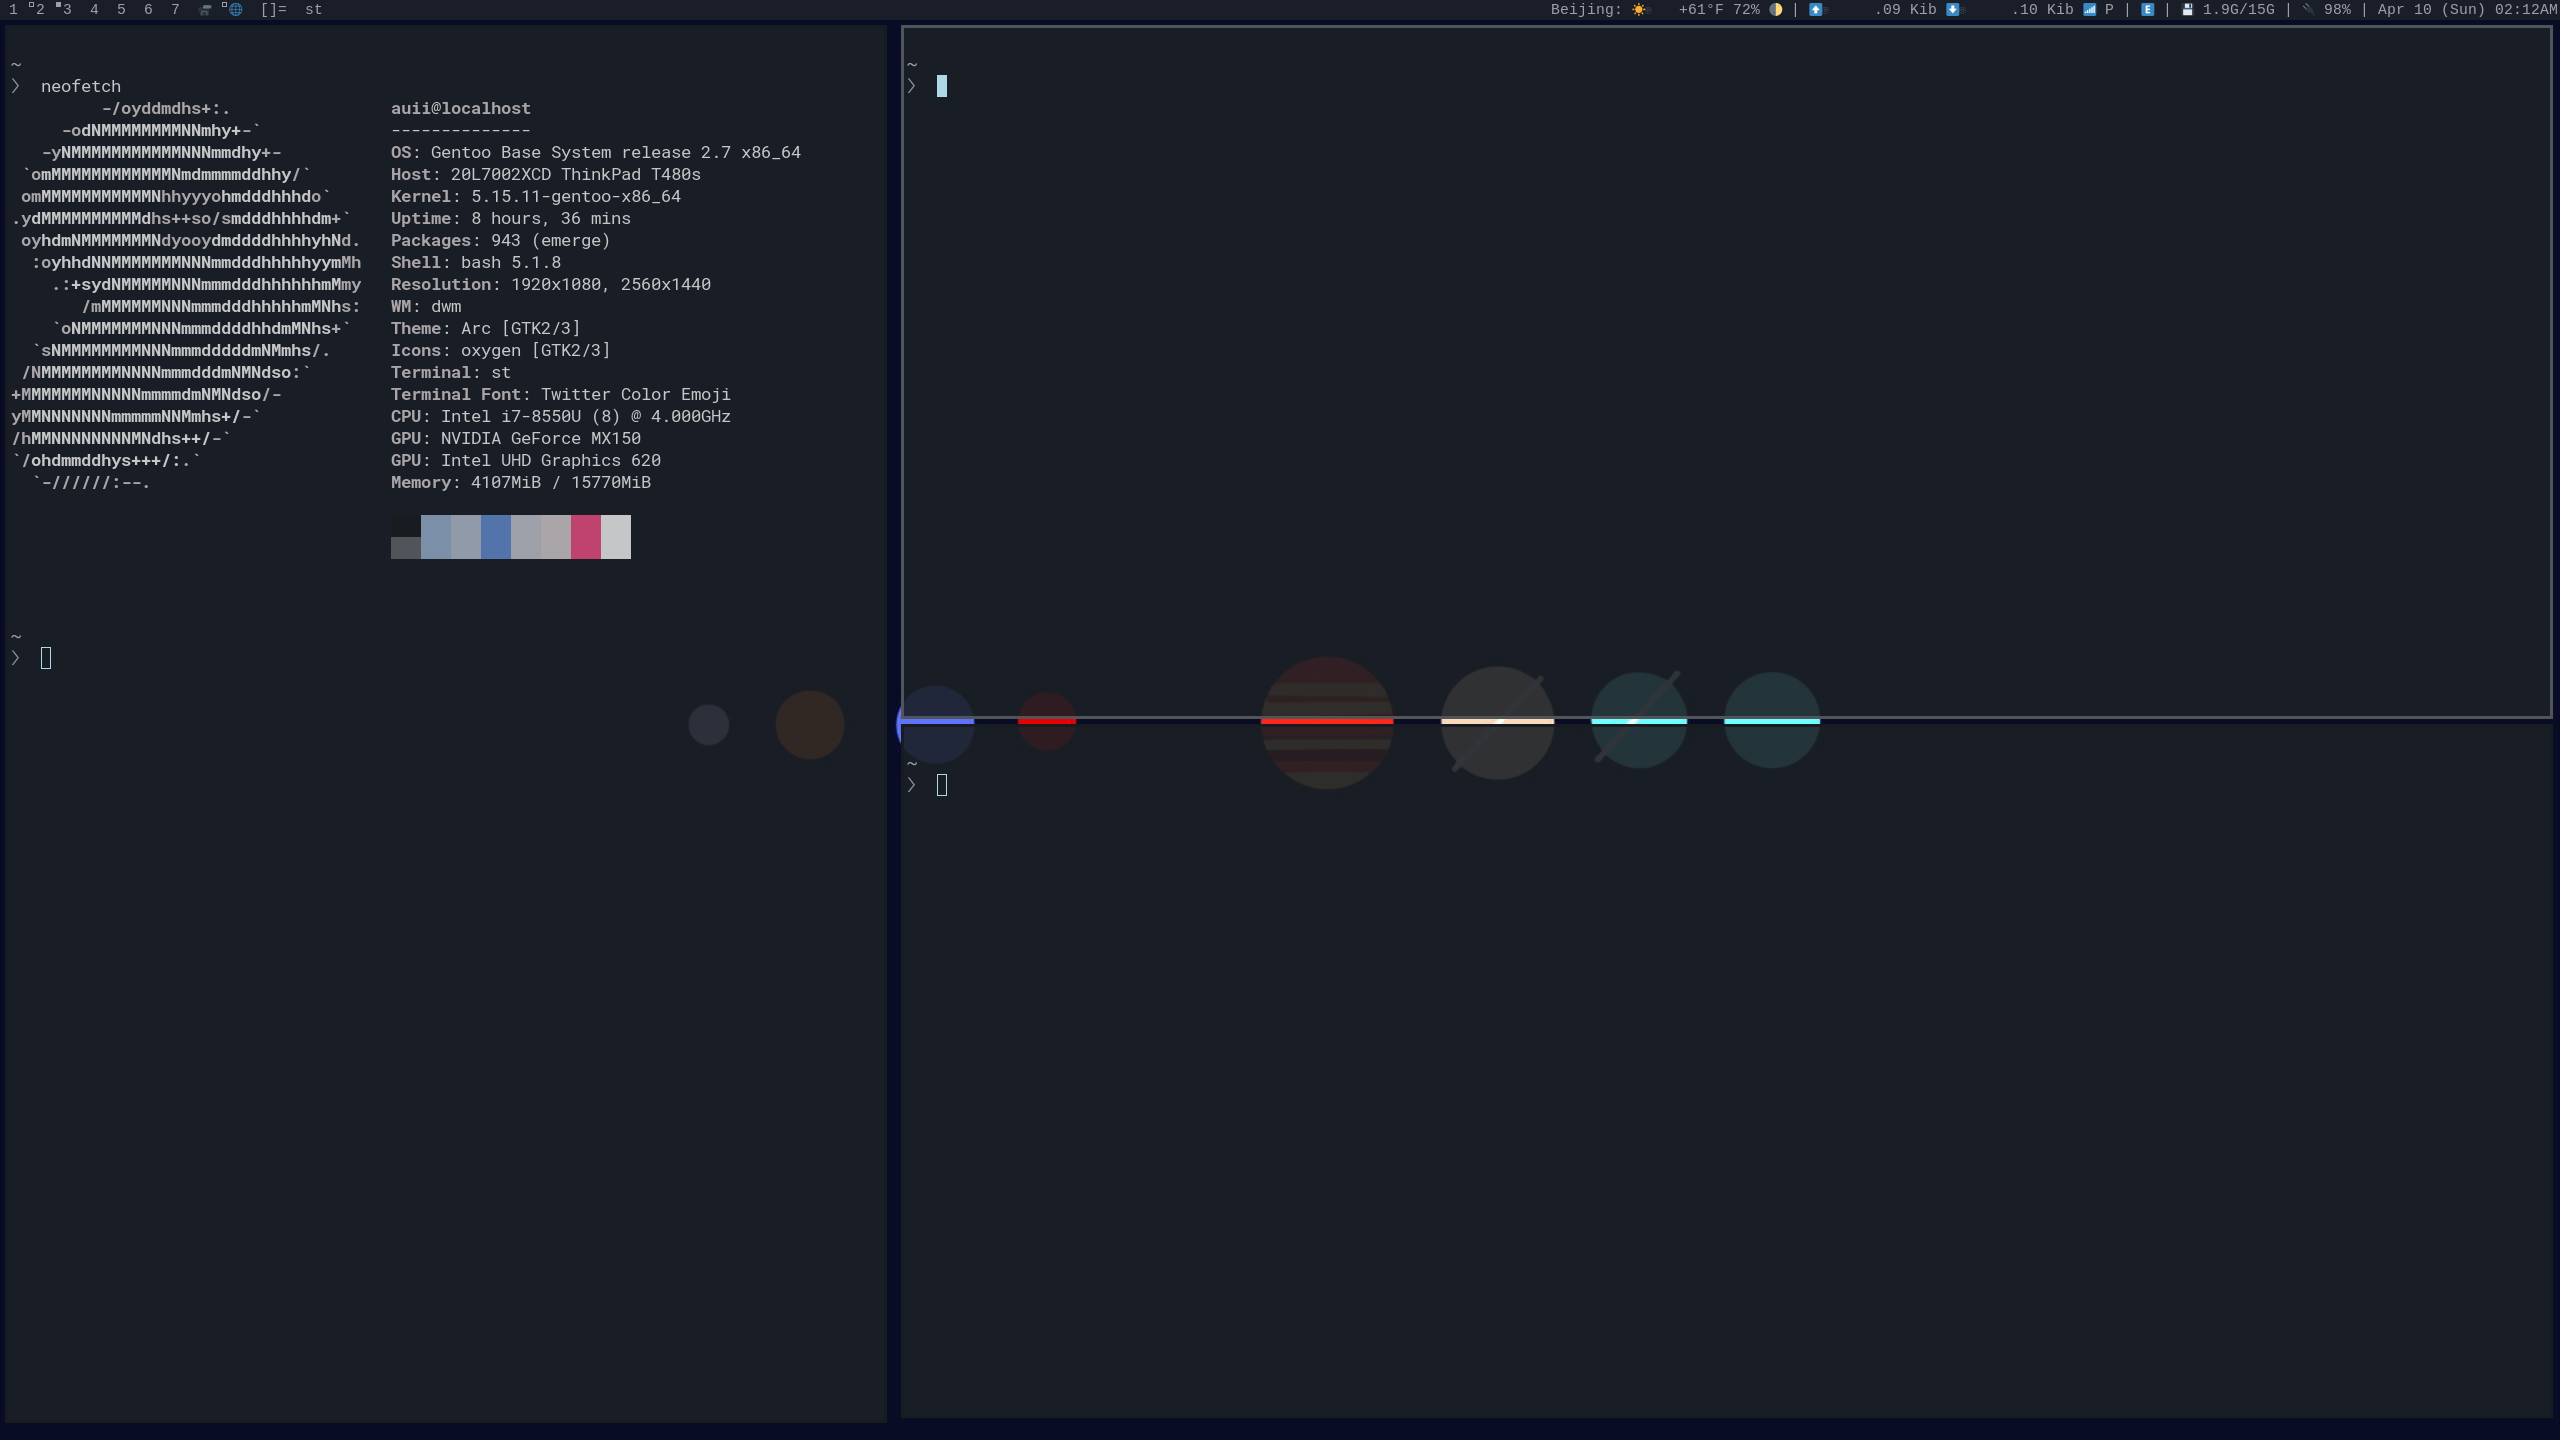 1 2 3 4 5 6 7 []= st
Beijing: +61°F 72% | .09 Kib .10 Kib P | E | 1.9G/15G | 98% | Apr 10 (Sun) 02:12AM
~
〉 neofetch
-/oyddmdhs+:.
-odNMMMMMMMMNNmhy+-`
-yNMMMMMMMMMMMNNNmmdhy+-
`omMMMMMMMMMMMMNmdmmmmddhhy/`
omMMMMMMMMMMMNhhyyyohmdddhhhdo`
.ydMMMMMMMMMMdhs++so/smdddhhhhdm+`
oyhdmNMMMMMMMNdyooydmddddhhhhyhNd.
:oyhhdNNMMMMMMMNNNmmdddhhhhhyymMh
.:+sydNMMMMMNNNmmmdddhhhhhhmMmy
/mMMMMMMNNNmmmdddhhhhhmMNhs:
`oNMMMMMMMNNNmmmddddhhdmMNhs+`
`sNMMMMMMMMNNNmmmdddddmNMmhs/.
/NMMMMMMMMNNNNmmmdddmNMNdso:`
+MMMMMMMNNNNNmmmmdmNMNdso/-
yMMNNNNNNNmmmmmNNMmhs+/-`
/hMMNNNNNNNNMNdhs++/-`
`/ohdmmddhys+++/:.`
`-//////:--.
auii@localhost
--------------
OS: Gentoo Base System release 2.7 x86_64
Host: 20L7002XCD ThinkPad T480s
Kernel: 5.15.11-gentoo-x86_64
Uptime: 8 hours, 36 mins
Packages: 943 (emerge)
Shell: bash 5.1.8
Resolution: 1920x1080, 2560x1440
WM: dwm
Theme: Arc [GTK2/3]
Icons: oxygen [GTK2/3]
Terminal: st
Terminal Font: Twitter Color Emoji
CPU: Intel i7-8550U (8) @ 4.000GHz
GPU: NVIDIA GeForce MX150
GPU: Intel UHD Graphics 620
Memory: 4107MiB / 15770MiB
~
〉
~
〉
~
〉